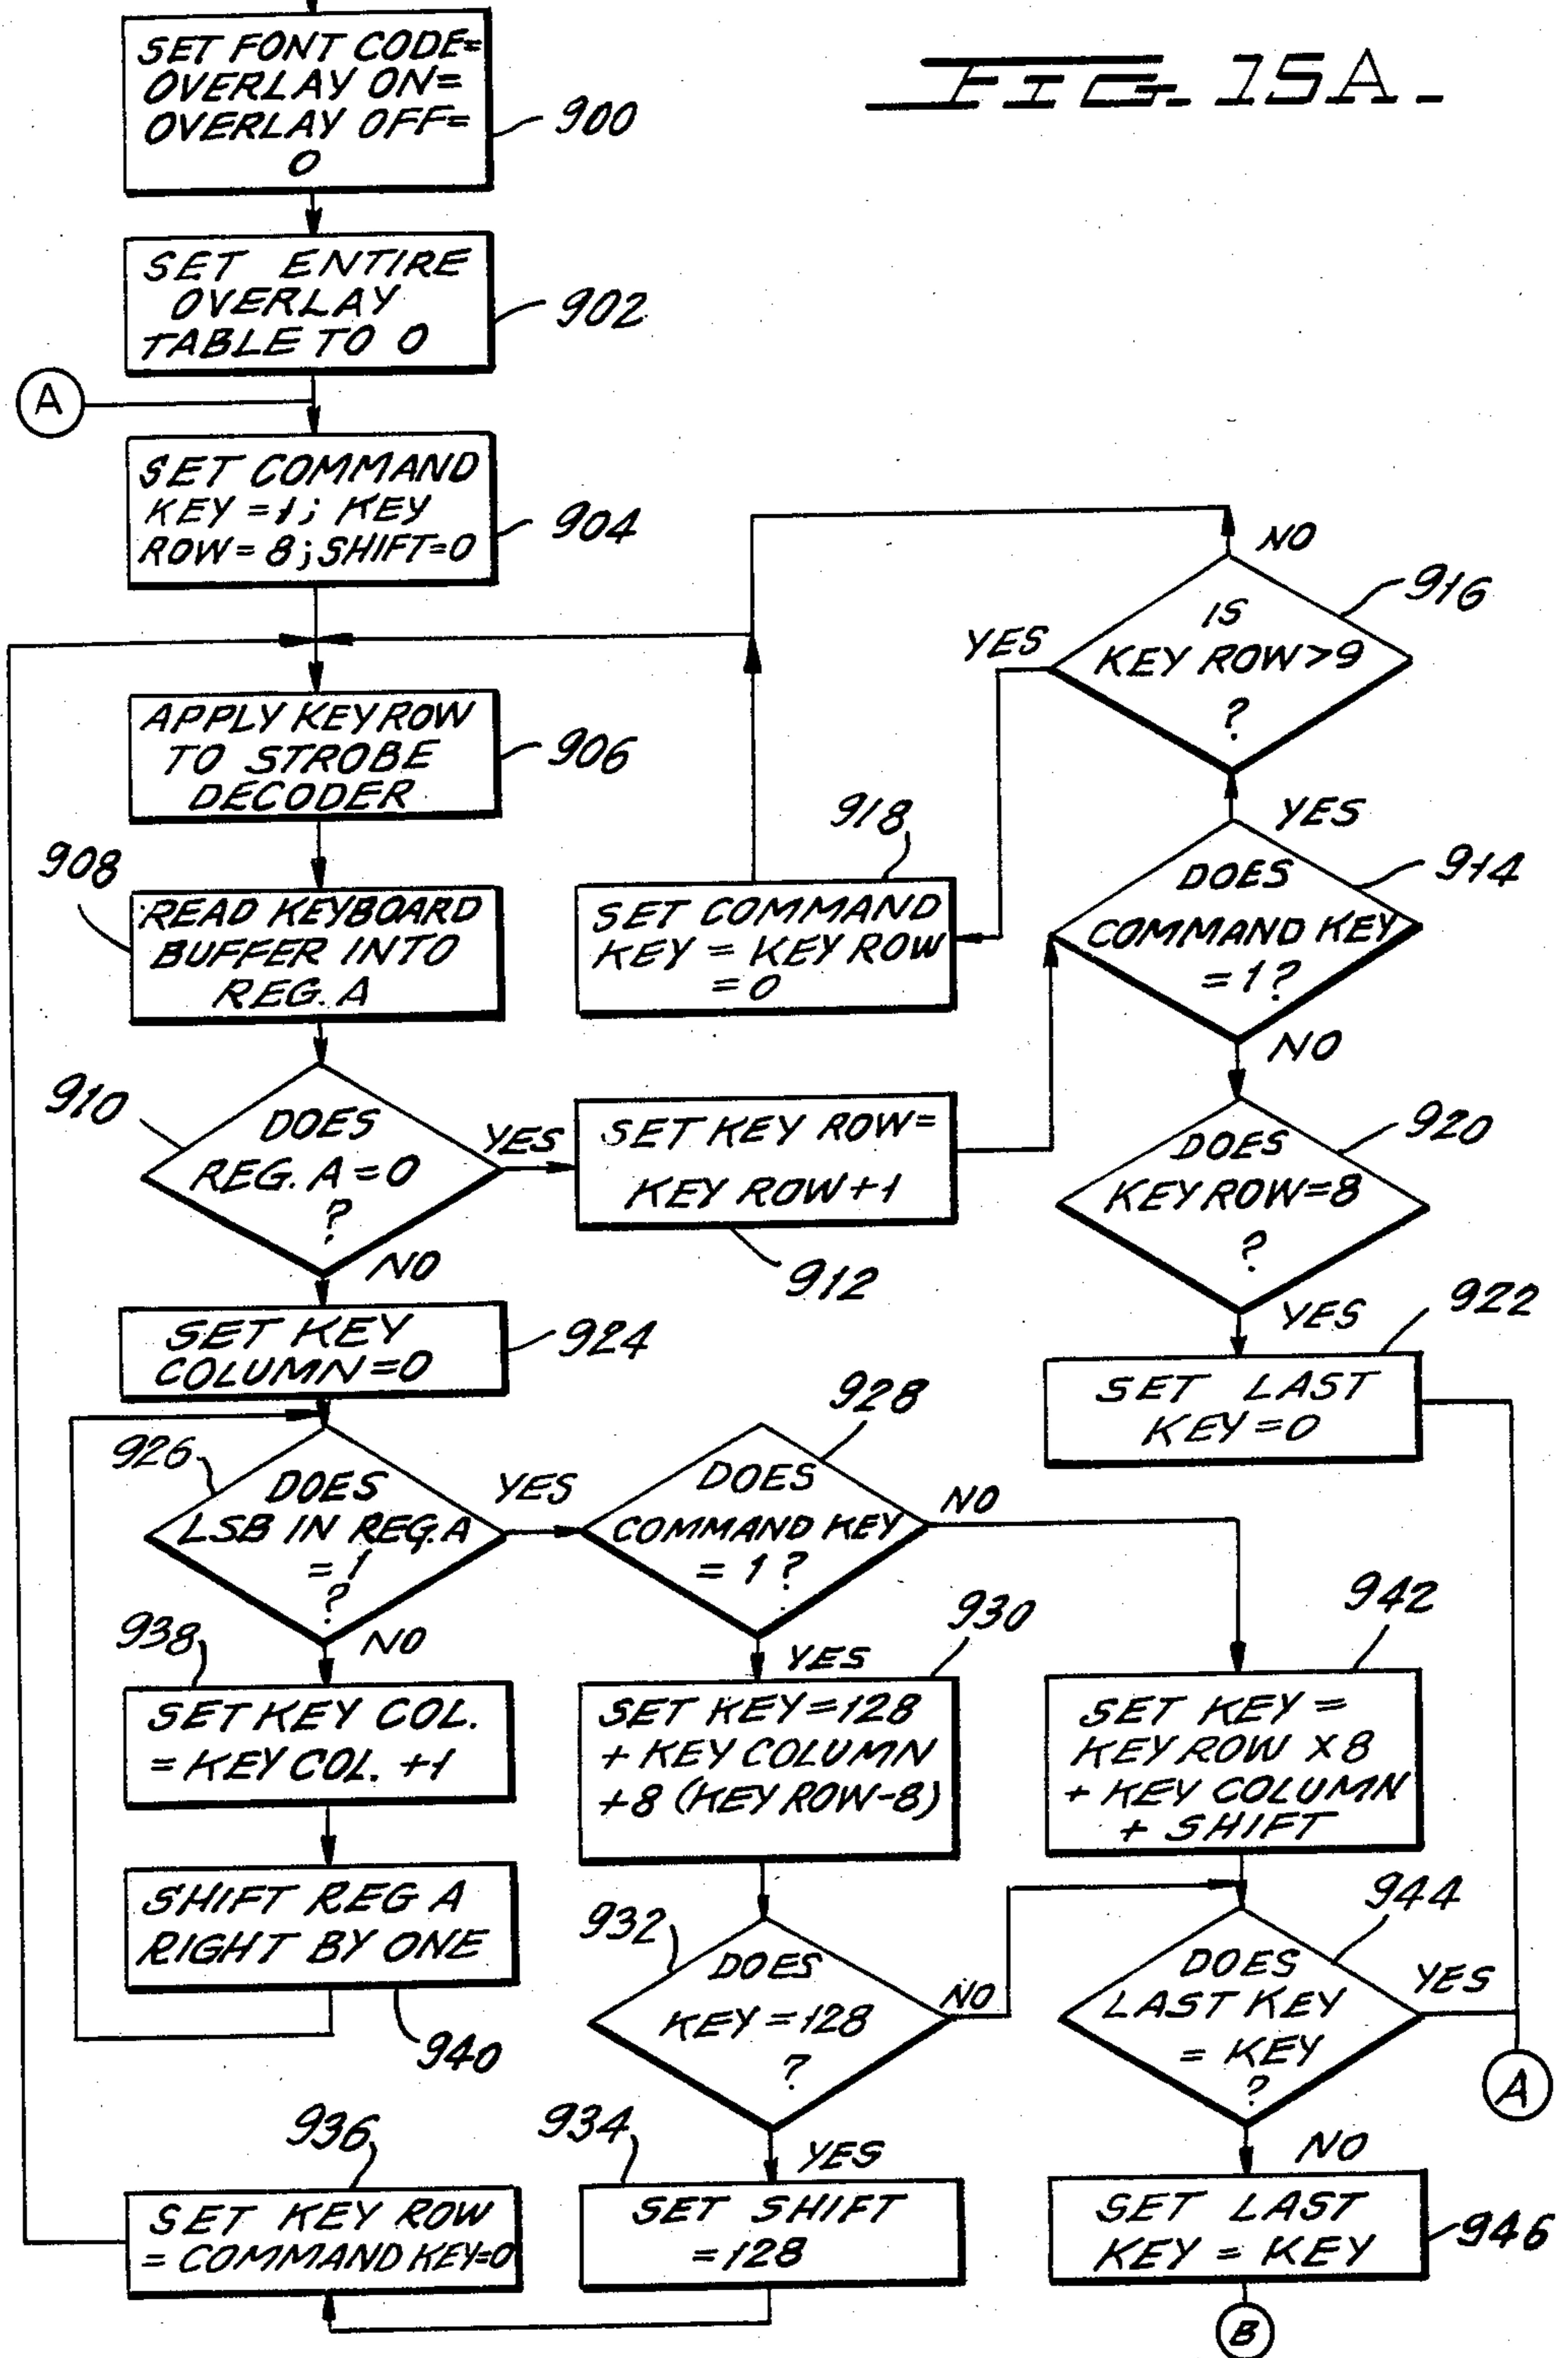 FIG. 15A.
SET FONT CODE=
OVERLAY ON=
OVERLAY OFF=
0
900
SET ENTIRE
OVERLAY
TABLE TO 0
902
A
SET COMMAND
KEY = 1; KEY
ROW = 8; SHIFT=0
904
APPLY KEYROW
TO STROBE
DECODER
906
908
READ KEYBOARD
BUFFER INTO
REG. A
910
DOES
REG. A = 0
?
YES
NO
SET KEY ROW=
KEY ROW +1
912
NO
916
IS
KEY ROW > 9
?
YES
918
SET COMMAND
KEY = KEY ROW
= 0
YES
914
DOES
COMMAND KEY
= 1 ?
NO
920
DOES
KEY ROW=8
?
YES
922
SET LAST
KEY = 0
SET KEY
COLUMN = 0
924
926
DOES
LSB IN REG. A
= 1
?
YES
NO
928
DOES
COMMAND KEY
= 1 ?
NO
YES
938
SET KEY COL.
= KEY COL. +1
SHIFT REG A
RIGHT BY ONE
940
930
SET KEY = 128
+ KEY COLUMN
+8 (KEY ROW-8)
942
SET KEY =
KEY ROW X 8
+ KEY COLUMN
+ SHIFT
932
DOES
KEY = 128
?
NO
YES
944
DOES
LAST KEY
= KEY
?
YES
A
NO
936
SET KEY ROW
= COMMAND KEY=0
934
SET SHIFT
= 128
SET LAST
KEY = KEY
946
B